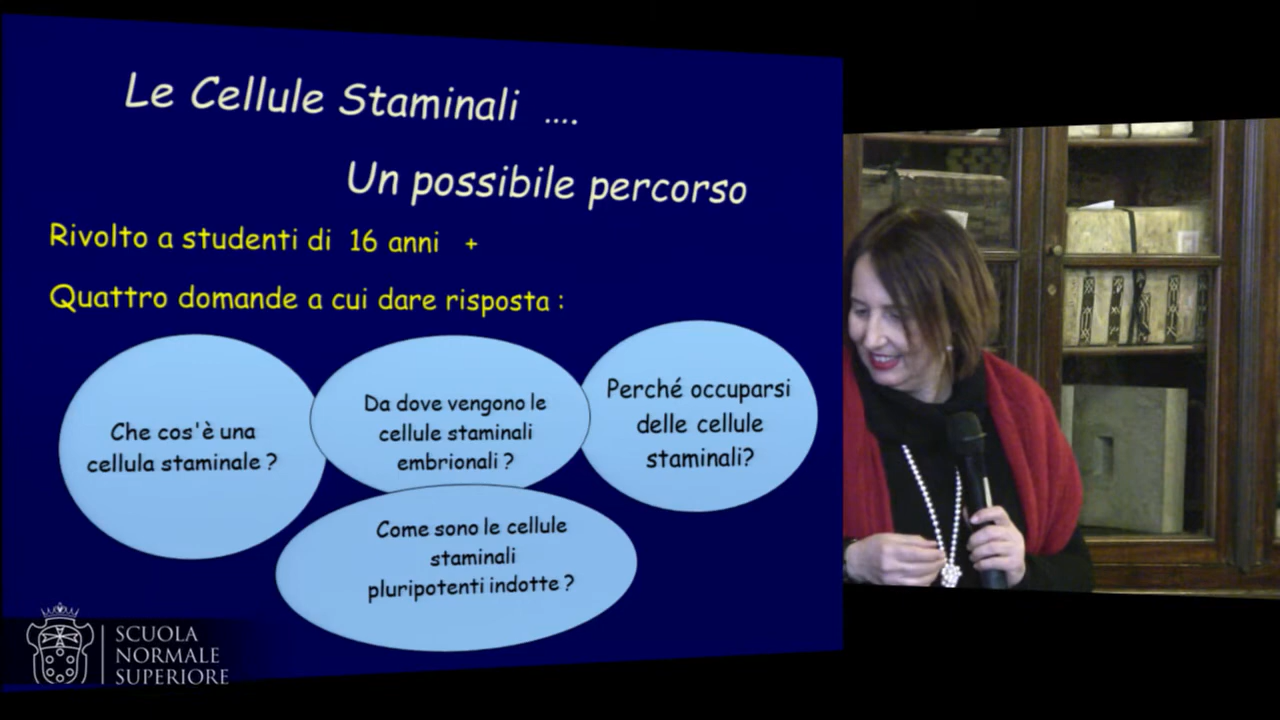 Le Cellule Staminali ....
Un possibile percorso
Rivolto a studenti di 16 anni +
Quattro domande a cui dare risposta :
Che cos'è una
cellula staminale ?
Da dove vengono le
cellule staminali
embrionali ?
Perché occuparsi
delle cellule
staminali?
Come sono le cellule
staminali
pluripotenti indotte ?
SCUOLA
NORMALE
SUPERIORE